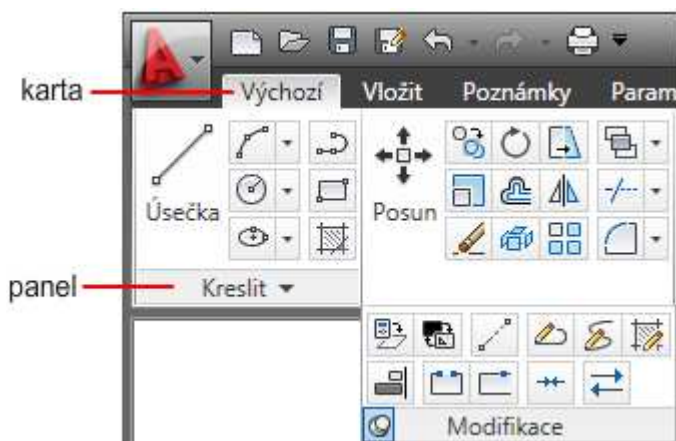 karta
Výchozí Vložit Poznámky Param
Úsečka
Posun
panel
Kreslit
Modifikace